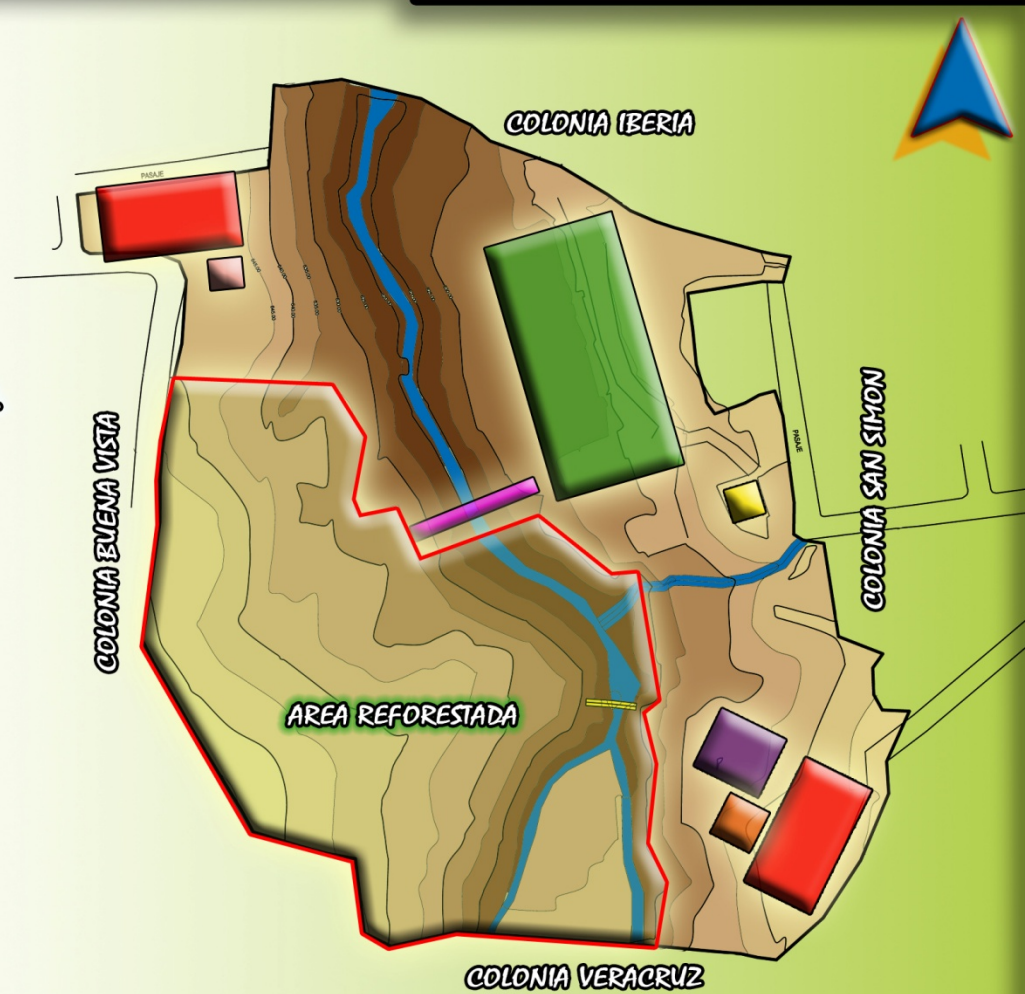 COLONIA IBERIA
PASAJE
COLONIA BUENA VISTA
COLONIA SAN SIMON
PASAJE
AREA REFORESTADA
COLONIA VERACRUZ